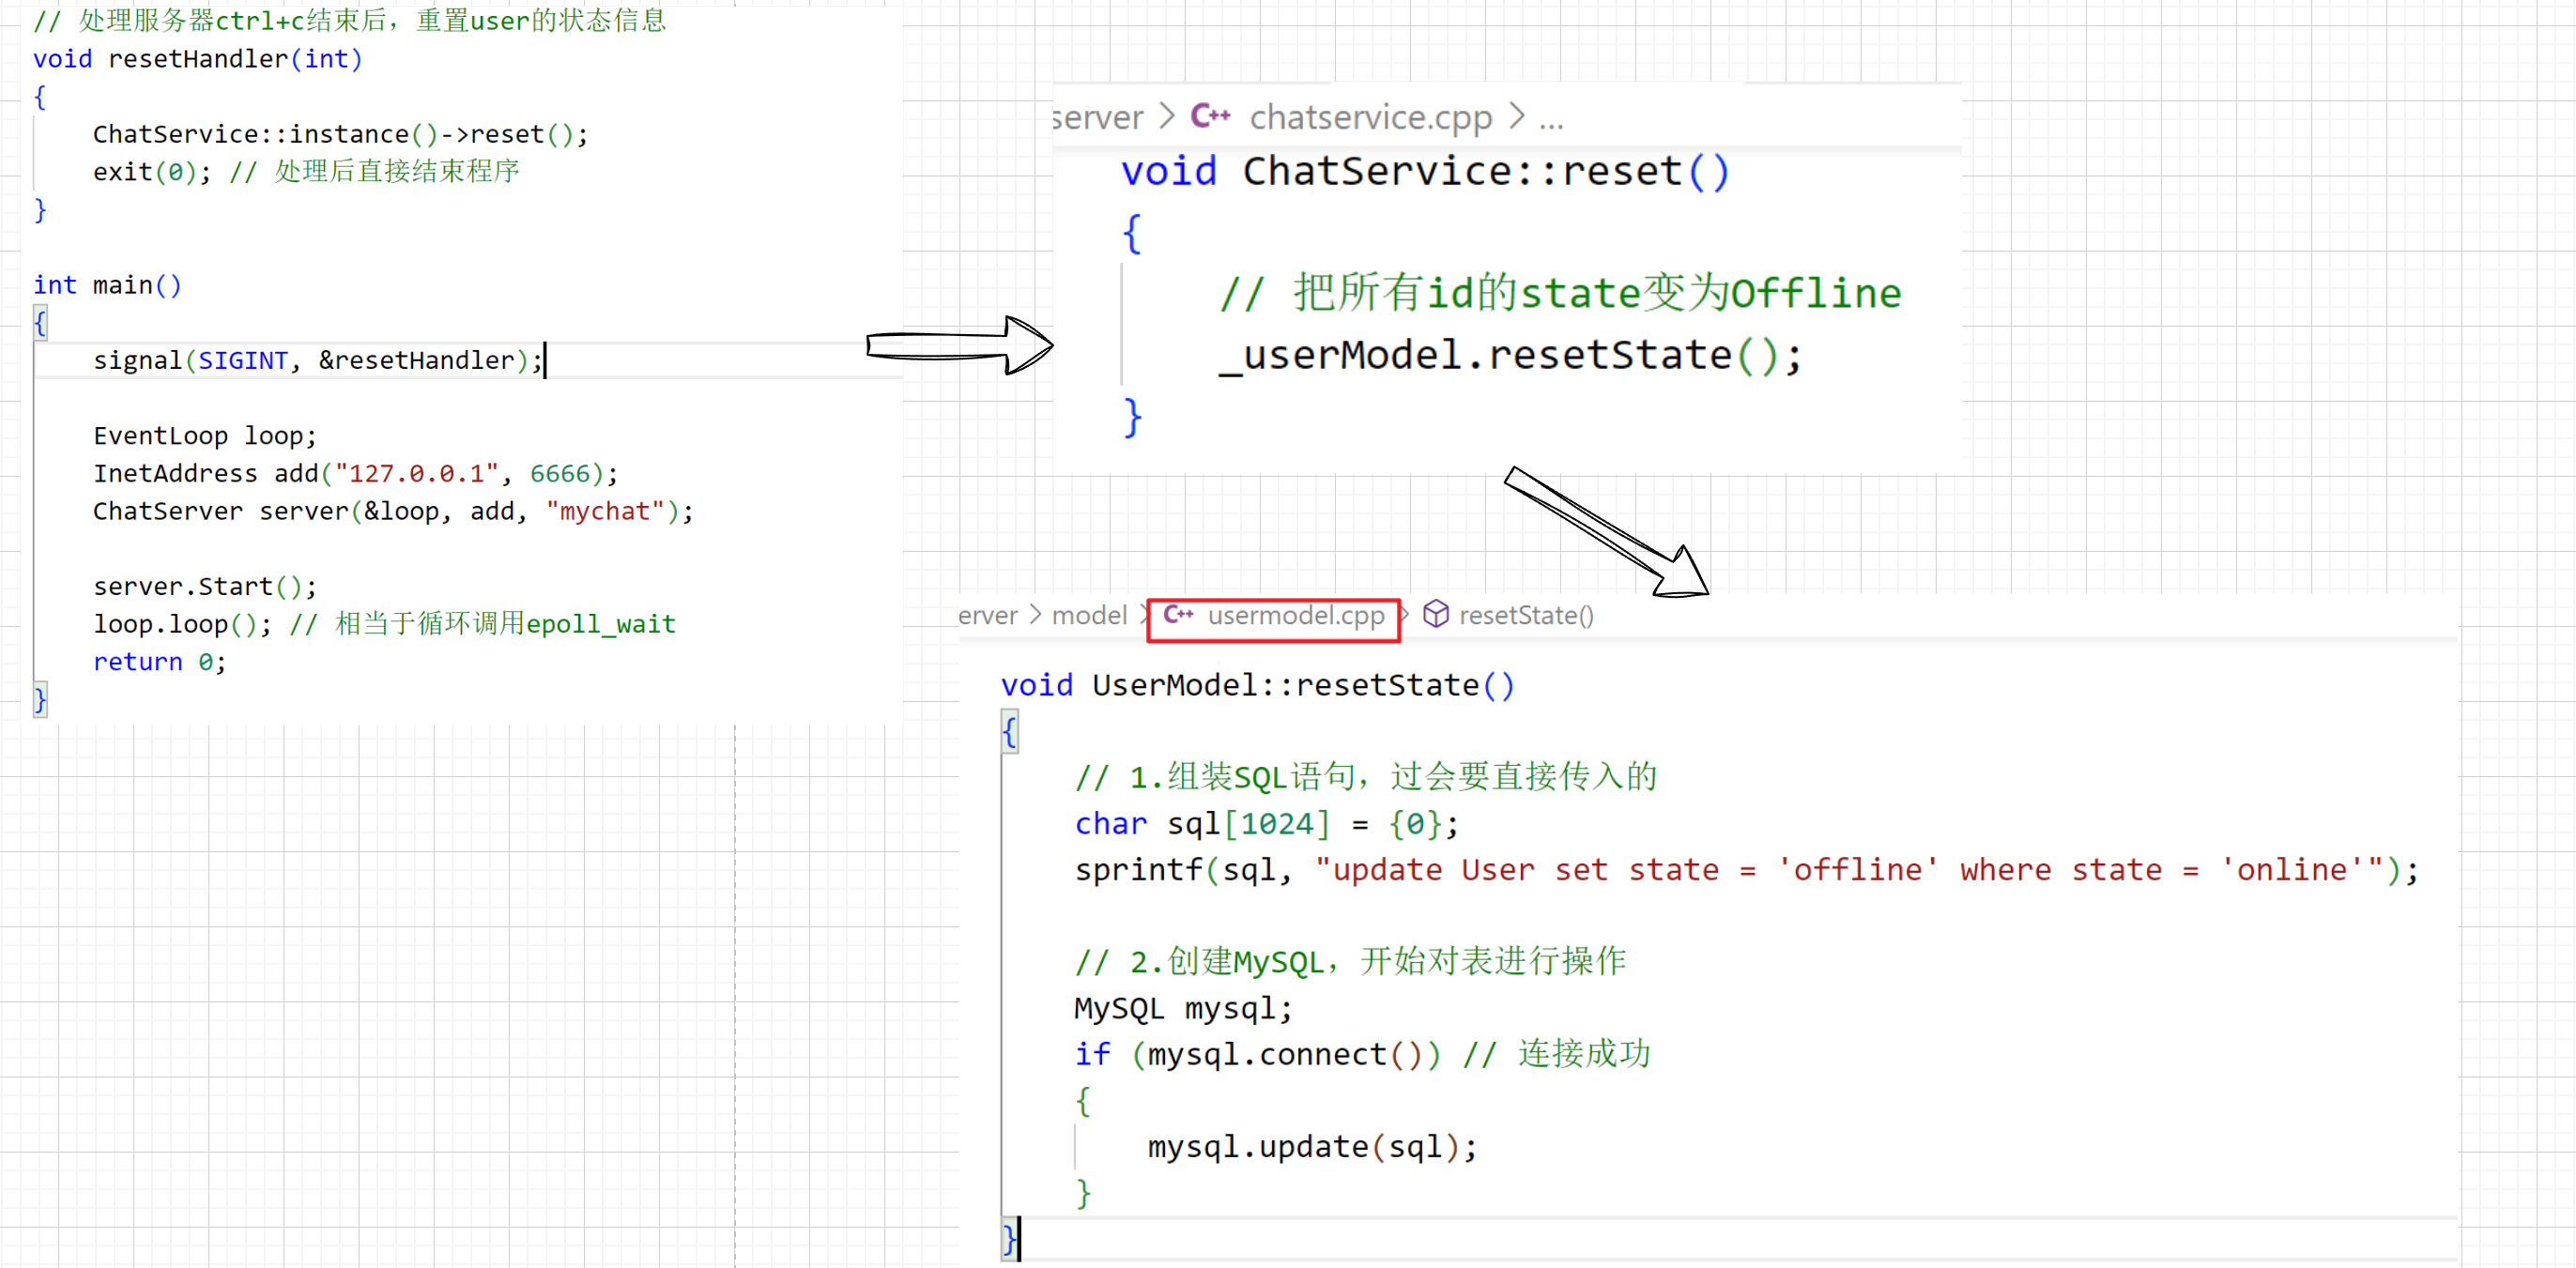 // 处理服务器ctrl+c结束后，重置user的状态信息
void resetHandler(int)
{
ChatService::instance()->reset();
exit(0); // 处理后直接结束程序
}
int main()
{
signal(SIGINT, &resetHandler);
EventLoop loop;
InetAddress add("127.0.0.1", 6666);
ChatServer server(&loop, add, "mychat");
server.Start();
loop.loop(); // 相当于循环调用epoll_wait
return 0;
}
server > C++ chatservice.cpp > ...
void ChatService::reset()
{
// 把所有id的state变为Offline
_userModel.resetState();
}
erver > model > C++ usermodel.cpp > resetState()
void UserModel::resetState()
{
// 1.组装SQL语句，过会要直接传入的
char sql[1024] = {0};
sprintf(sql, "update User set state = 'offline' where state = 'online'");
// 2.创建MySQL，开始对表进行操作
MySQL mysql;
if (mysql.connect()) // 连接成功
{
mysql.update(sql);
}
}